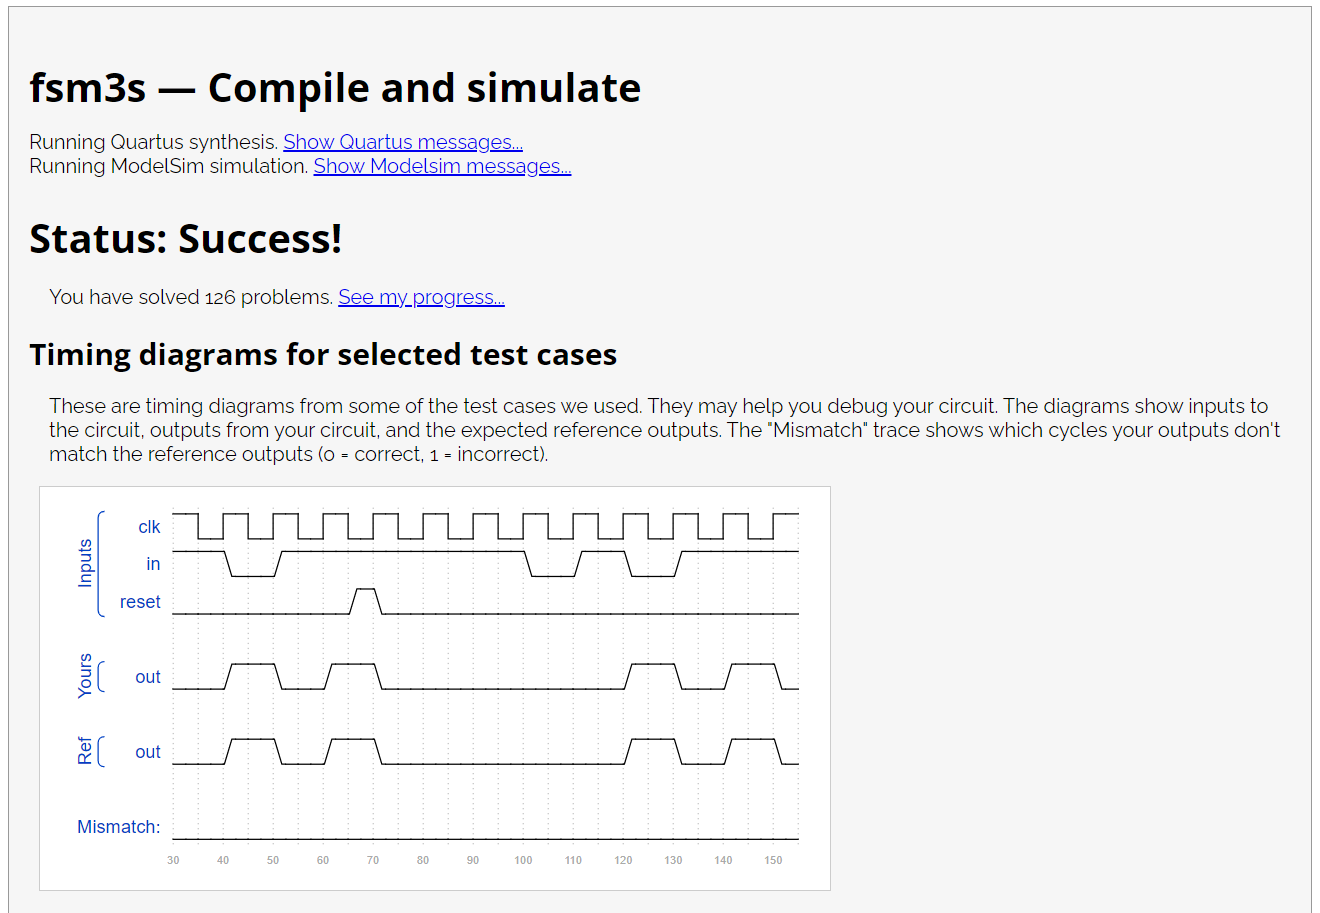 fsm3s — Compile and simulate
Running Quartus synthesis. Show Quartus messages...
Running ModelSim simulation. Show Modelsim messages...
Status: Success!
You have solved 126 problems. See my progress...
Timing diagrams for selected test cases
These are timing diagrams from some of the test cases we used. They may help you debug your circuit. The diagrams show inputs to
the circuit, outputs from your circuit, and the expected reference outputs. The "Mismatch" trace shows which cycles your outputs don't
match the reference outputs (0 = correct, 1 = incorrect).
Inputs
clk
in
reset
Yours
out
Ref
out
Mismatch:
30 40 50 60 70 80 90 100 110 120 130 140 150